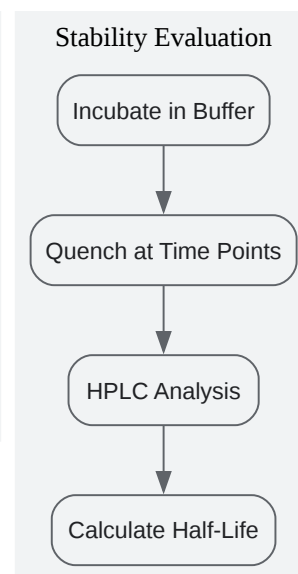 Stability Evaluation
Incubate in Buffer
Quench at Time Points
HPLC Analysis
Calculate Half-Life